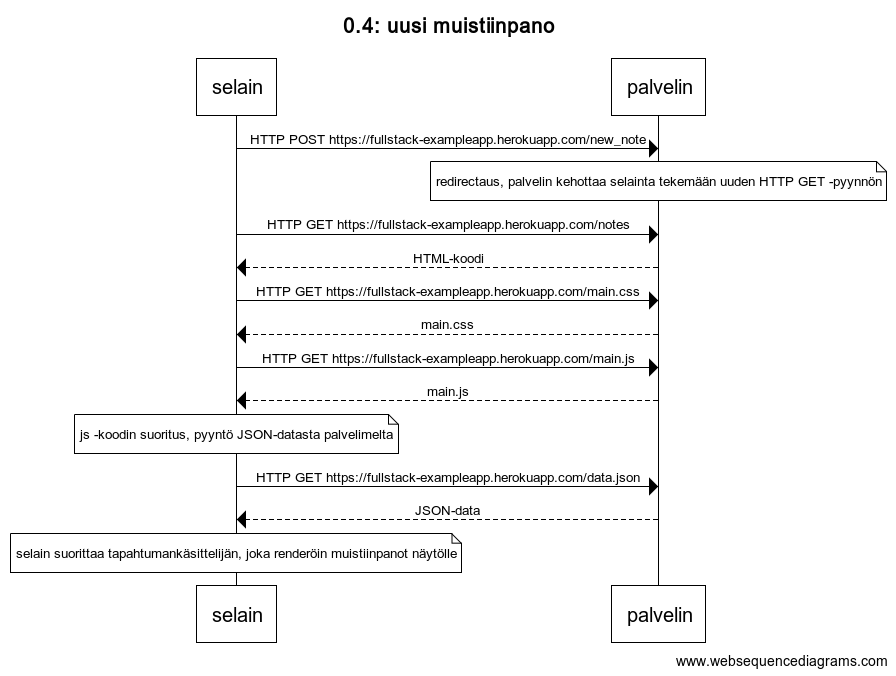 0.4: uusi muistiinpano
selain
palvelin
HTTP POST https://fullstack-exampleapp.herokuapp.com/new_note
redirectaus, palvelin kehottaa selainta tekemään uuden HTTP GET -pyynnön
HTTP GET https://fullstack-exampleapp.herokuapp.com/notes
HTML-koodi
HTTP GET https://fullstack-exampleapp.herokuapp.com/main.css
main.css
HTTP GET https://fullstack-exampleapp.herokuapp.com/main.js
main.js
js -koodin suoritus, pyyntö JSON-datasta palvelimelta
HTTP GET https://fullstack-exampleapp.herokuapp.com/data.json
JSON-data
selain suorittaa tapahtumankäsittelijän, joka renderöin muistiinpanot näytölle
selain
palvelin
www.websequencediagrams.com